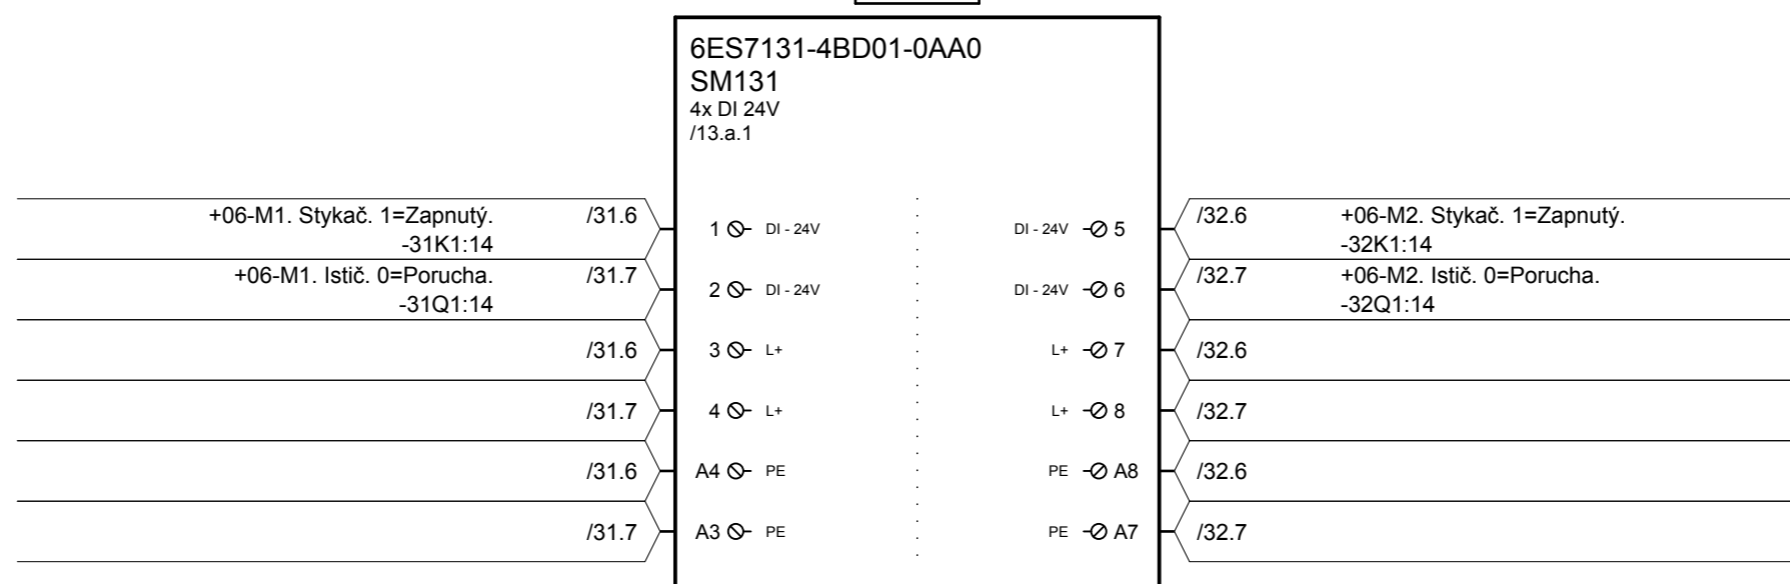 6ES7131-4BD01-0AA0
SM131
4x DI 24V
/13.a.1
+06-M1. Stykač. 1=Zapnutý. /31.6 1 DI - 24V DI - 24V 5 /32.6 +06-M2. Stykač. 1=Zapnutý.
-31K1:14 -32K1:14
+06-M1. Istič. 0=Porucha. /31.7 2 DI - 24V DI - 24V 6 /32.7 +06-M2. Istič. 0=Porucha.
-31Q1:14 -32Q1:14
/31.6 3 L+ L+ 7 /32.6
/31.7 4 L+ L+ 8 /32.7
/31.6 A4 PE PE A8 /32.6
/31.7 A3 PE PE A7 /32.7